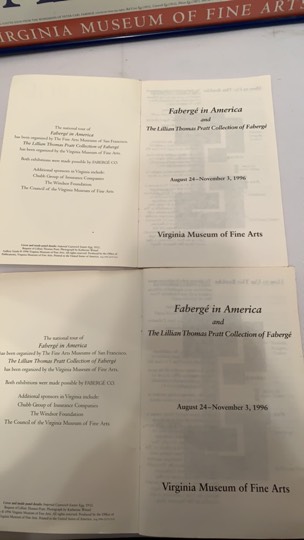 VIRGINIA MUSEUM OF FINE ARTS
The national tour of
Fabergé in America
has been organized by The Fine Arts Museums of San Francisco.
The Lillian Thomas Pratt Collection of Fabergé
has been organized by the Virginia Museum of Fine Arts.
Both exhibitions were made possible by FABERGÉ CO.
Additional sponsors in Virginia include:
Chubb Group of Insurance Companies
The Windsor Foundation
The Council of the Virginia Museum of Fine Arts
Fabergé in America
and
The Lillian Thomas Pratt Collection of Fabergé
August 24–November 3, 1996
Virginia Museum of Fine Arts
The national tour of
Fabergé in America
has been organized by The Fine Arts Museums of San Francisco.
The Lillian Thomas Pratt Collection of Fabergé
has been organized by the Virginia Museum of Fine Arts.
Both exhibitions were made possible by FABERGÉ CO.
Additional sponsors in Virginia include:
Chubb Group of Insurance Companies
The Windsor Foundation
The Council of the Virginia Museum of Fine Arts
Fabergé in America
and
The Lillian Thomas Pratt Collection of Fabergé
August 24–November 3, 1996
Virginia Museum of Fine Arts